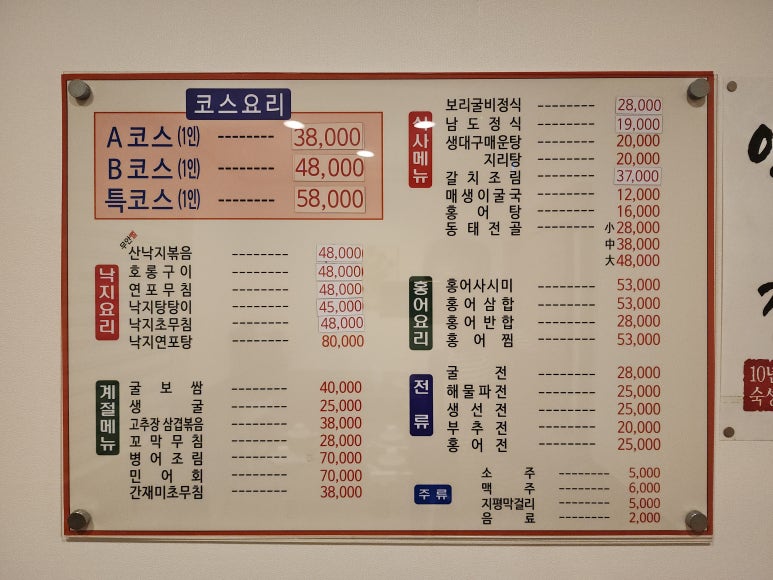 코스요리
A코스(1인) -------- 38,000
B코스(1인) -------- 48,000
특코스(1인) -------- 58,000
무안뻘
낙지요리
산낙지볶음 -------- 48,000
호롱구이 -------- 48,000
연포무침 -------- 48,000
낙지탕탕이 -------- 45,000
낙지초무침 -------- 48,000
낙지연포탕 -------- 80,000
계절메뉴
굴보쌈 -------- 40,000
생굴 -------- 25,000
고추장삼겹볶음 -------- 38,000
꼬막무침 -------- 28,000
병어조림 -------- 70,000
민어회 -------- 70,000
간재미초무침 -------- 38,000
식사메뉴
보리굴비정식 -------- 28,000
남도정식 -------- 19,000
생대구매운탕 -------- 20,000
지리탕 -------- 20,000
갈치조림 -------- 37,000
매생이굴국 -------- 12,000
홍어탕 -------- 16,000
동태전골 -------- 小 28,000
中 38,000
大 48,000
홍어요리
홍어사시미 -------- 53,000
홍어삼합 -------- 53,000
홍어반합 -------- 28,000
홍어찜 -------- 53,000
전류
굴전 -------- 28,000
해물파전 -------- 25,000
생선전 -------- 25,000
부추전 -------- 20,000
홍어전 -------- 25,000
주류
소주 -------- 5,000
맥주 -------- 6,000
지평막걸리 -------- 5,000
음료 -------- 2,000
10년
숙성